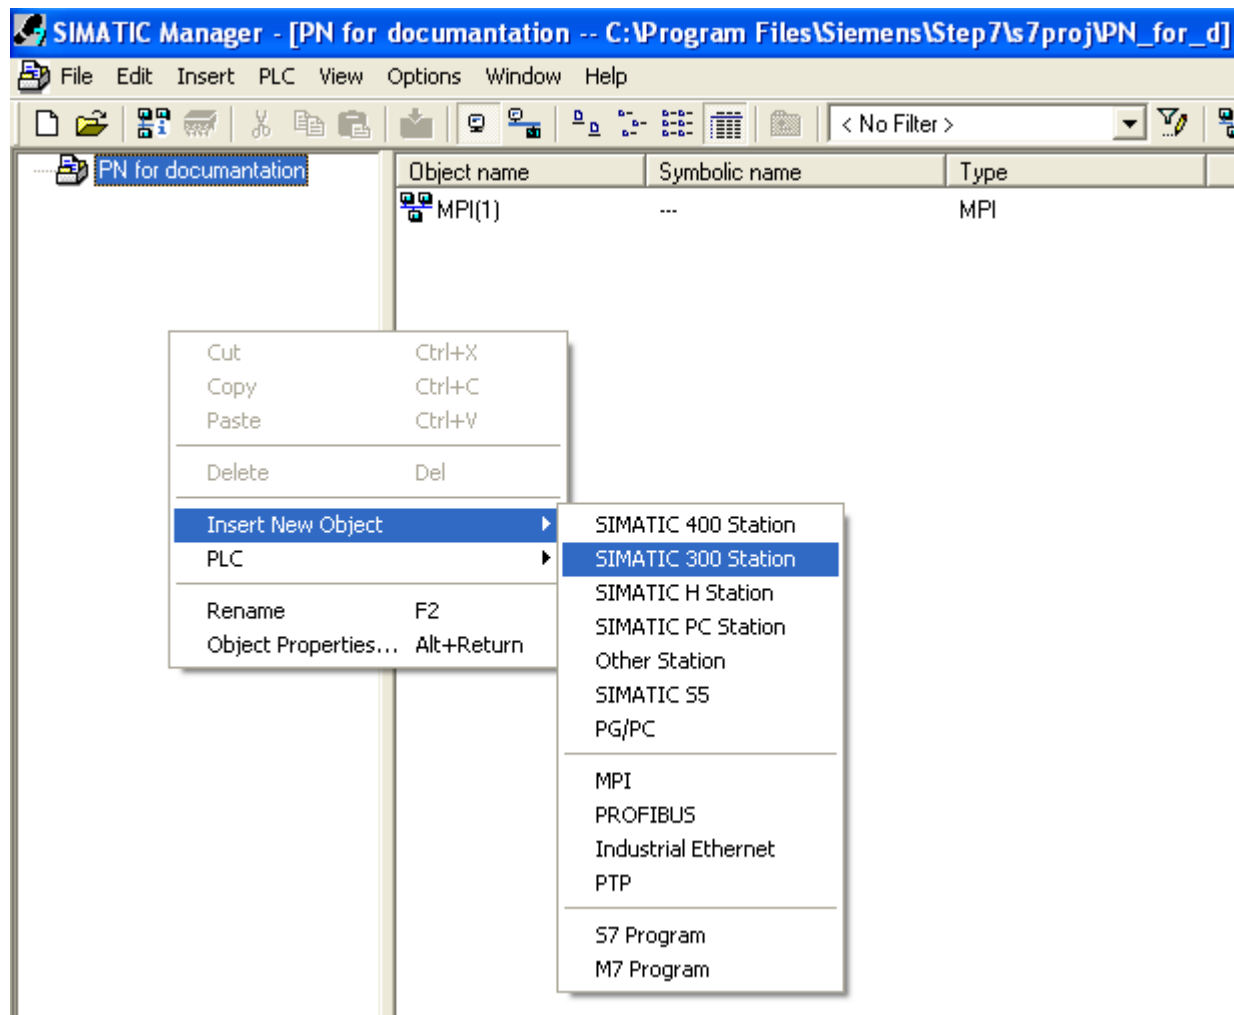 SIMATIC Manager - [PN for documantation -- C:\Program Files\Siemens\Step7\s7proj\PN_for_d]
File Edit Insert PLC View Options Window Help
< No Filter >
PN for documantation
Object name Symbolic name Type
MPI(1) --- MPI
Cut Ctrl+X
Copy Ctrl+C
Paste Ctrl+V
Delete Del
Insert New Object
PLC
Rename F2
Object Properties... Alt+Return
SIMATIC 400 Station
SIMATIC 300 Station
SIMATIC H Station
SIMATIC PC Station
Other Station
SIMATIC S5
PG/PC
MPI
PROFIBUS
Industrial Ethernet
PTP
S7 Program
M7 Program